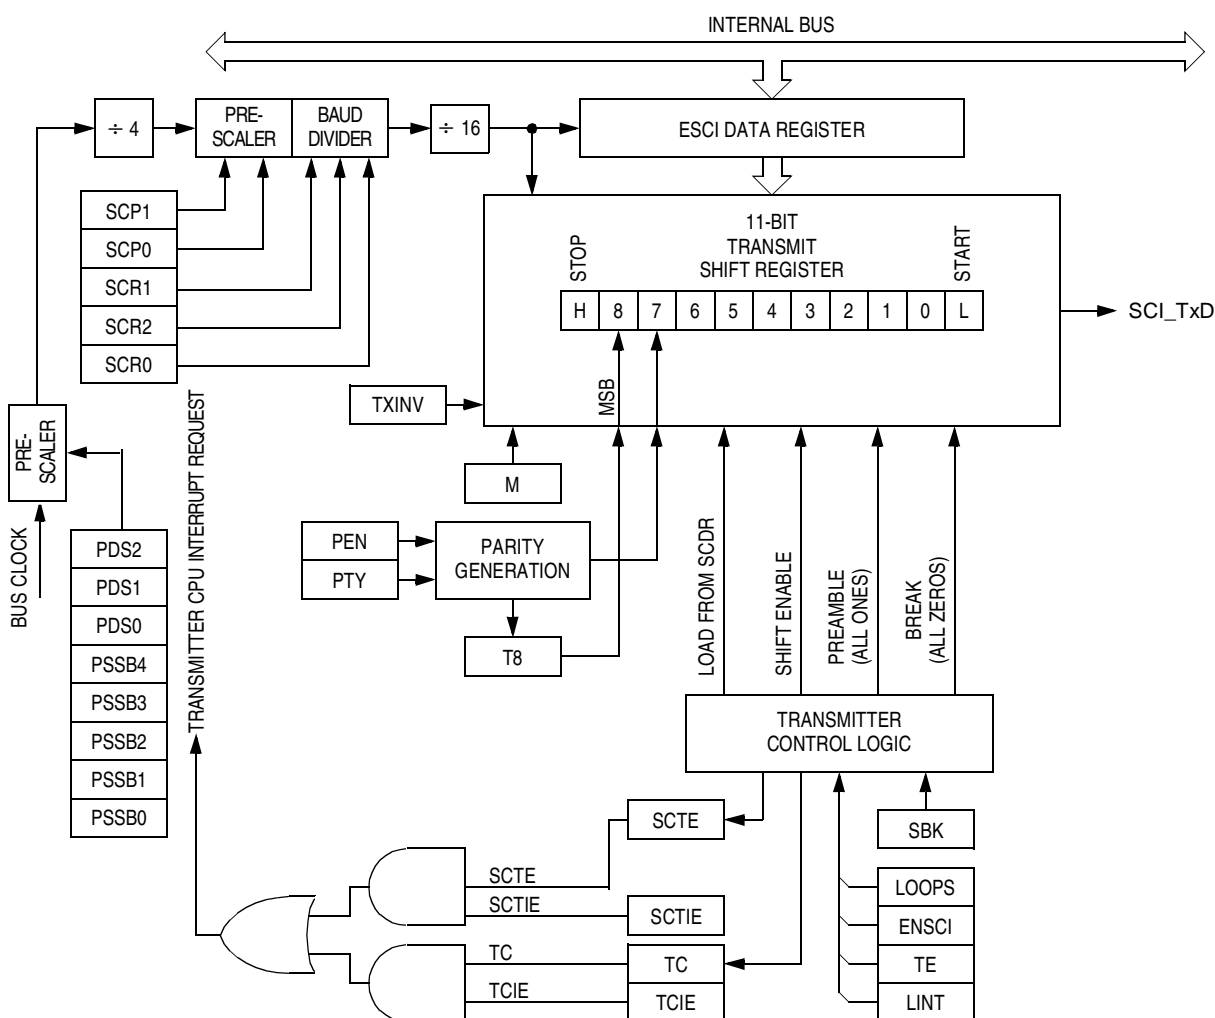 INTERNAL BUS
÷ 4
PRE-
SCALER
BAUD
DIVIDER
÷ 16
ESCI DATA REGISTER
SCP1
SCP0
SCR1
SCR2
SCR0
11-BIT
TRANSMIT
SHIFT REGISTER
STOP
START
H 8 7 6 5 4 3 2 1 0 L
SCI_TxD
MSB
TXINV
M
PRE-
SCALER
BUS CLOCK
TRANSMITTER CPU INTERRUPT REQUEST
PDS2
PDS1
PDS0
PSSB4
PSSB3
PSSB2
PSSB1
PSSB0
PEN
PTY
PARITY
GENERATION
T8
LOAD FROM SCDR
SHIFT ENABLE
PREAMBLE
(ALL ONES)
BREAK
(ALL ZEROS)
TRANSMITTER
CONTROL LOGIC
SCTE
SBK
SCTE
SCTIE
SCTIE
TC
TC
TCIE
TCIE
LOOPS
ENSCI
TE
LINT